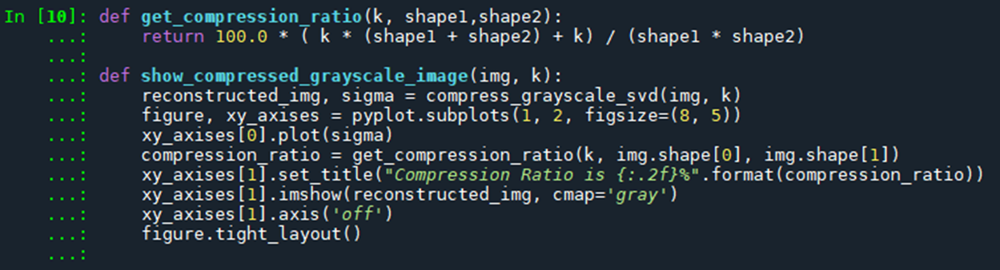 In [10]: def get_compression_ratio(k, shape1,shape2):
    ...:     return 100.0 * ( k * (shape1 + shape2) + k) / (shape1 * shape2)
    ...:
    ...: def show_compressed_grayscale_image(img, k):
    ...:     reconstructed_img, sigma = compress_grayscale_svd(img, k)
    ...:     figure, xy_axises = pyplot.subplots(1, 2, figsize=(8, 5))
    ...:     xy_axises[0].plot(sigma)
    ...:     compression_ratio = get_compression_ratio(k, img.shape[0], img.shape[1])
    ...:     xy_axises[1].set_title("Compression Ratio is {:.2f}%".format(compression_ratio))
    ...:     xy_axises[1].imshow(reconstructed_img, cmap='gray')
    ...:     xy_axises[1].axis('off')
    ...:     figure.tight_layout()
    ...: